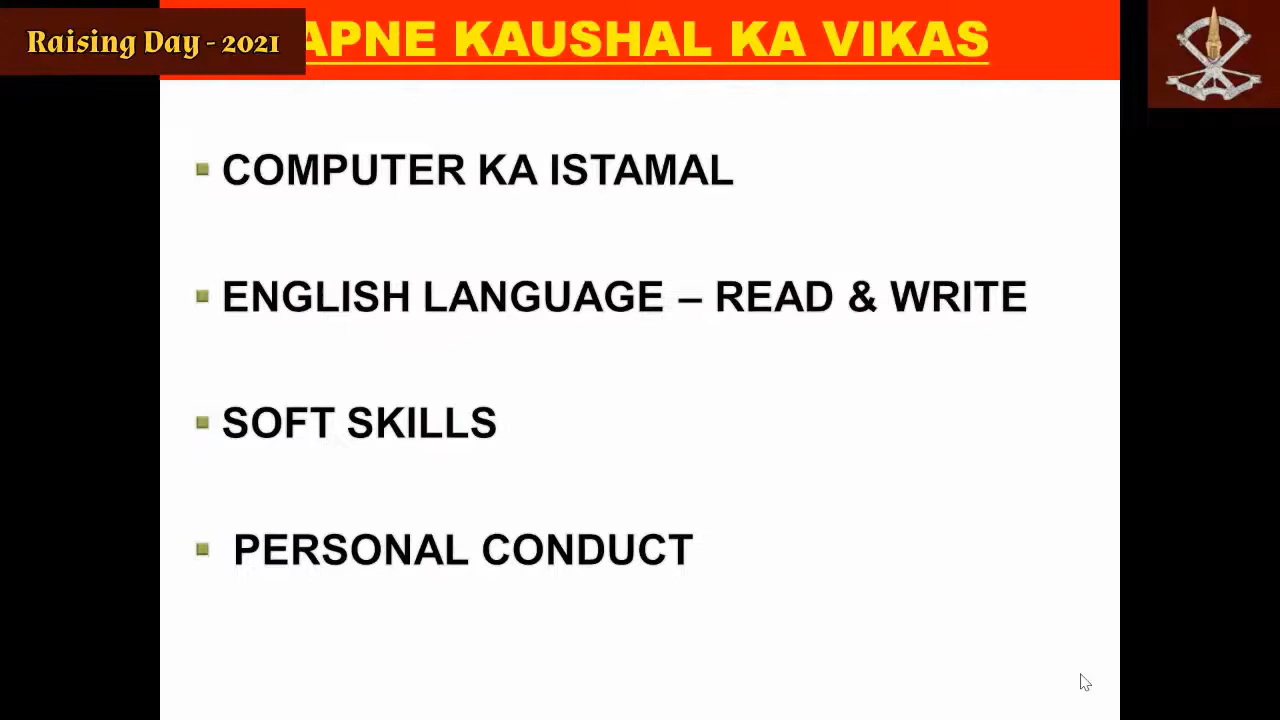 Raising Day - 2021
APNE KAUSHAL KA VIKAS
COMPUTER KA ISTAMAL
ENGLISH LANGUAGE – READ & WRITE
SOFT SKILLS
PERSONAL CONDUCT